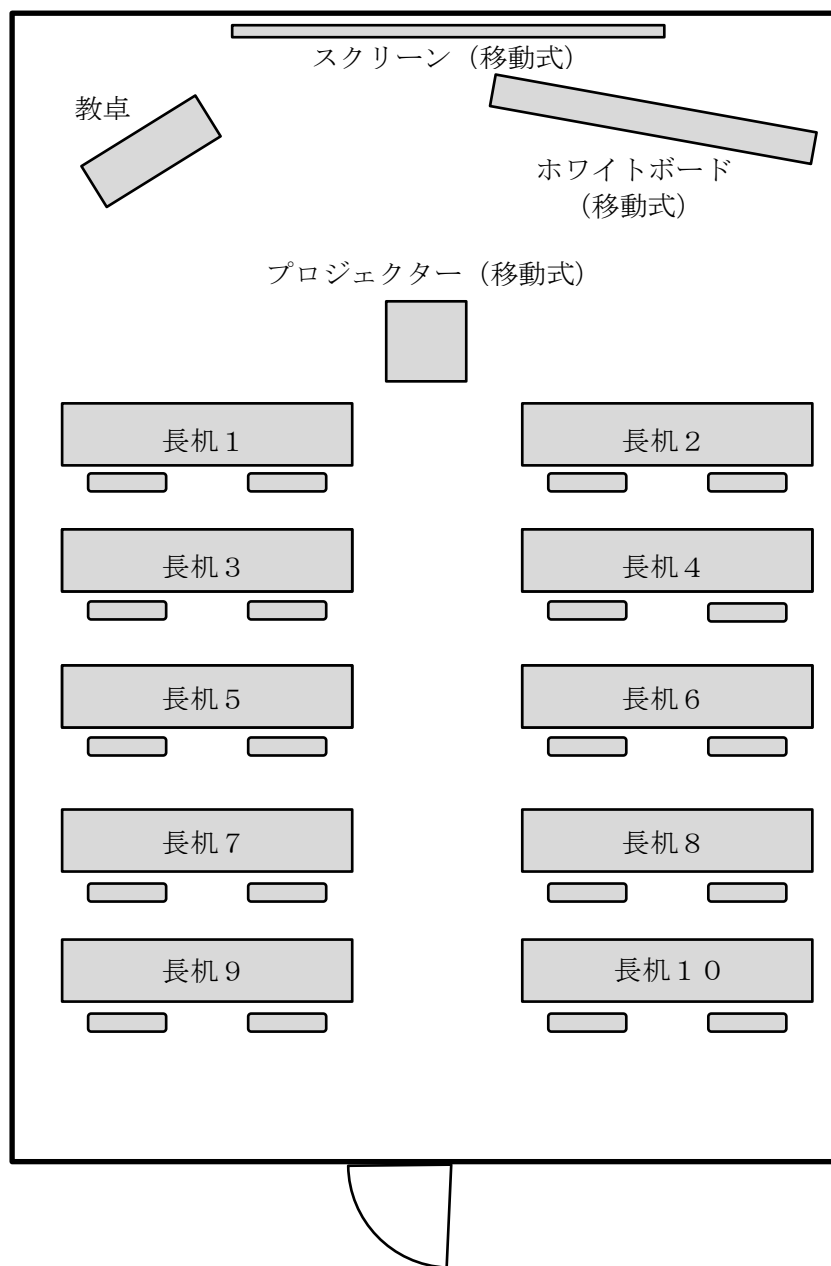 スクリーン（移動式）
教卓
ホワイトボード
（移動式）
プロジェクター（移動式）
長机１
長机２
長机３
長机４
長机５
長机６
長机７
長机８
長机９
長机１０